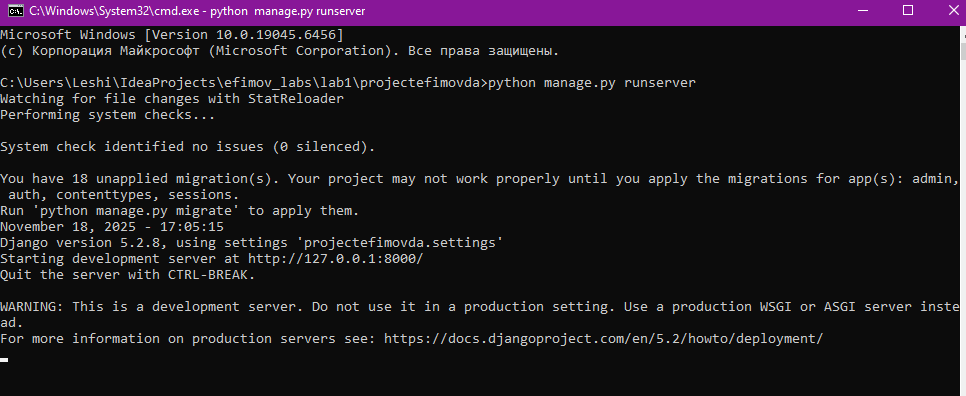 C:\Windows\System32\cmd.exe - python  manage.py runserver
Microsoft Windows [Version 10.0.19045.6456]
(c) Корпорация Майкрософт (Microsoft Corporation). Все права защищены.
C:\Users\Leshi\IdeaProjects\efimov_labs\lab1\projectefimovda>python manage.py runserver
Watching for file changes with StatReloader
Performing system checks...
System check identified no issues (0 silenced).
You have 18 unapplied migration(s). Your project may not work properly until you apply the migrations for app(s): admin,
 auth, contenttypes, sessions.
Run 'python manage.py migrate' to apply them.
November 18, 2025 - 17:05:15
Django version 5.2.8, using settings 'projectefimovda.settings'
Starting development server at http://127.0.0.1:8000/
Quit the server with CTRL-BREAK.
WARNING: This is a development server. Do not use it in a production setting. Use a production WSGI or ASGI server inste
ad.
For more information on production servers see: https://docs.djangoproject.com/en/5.2/howto/deployment/